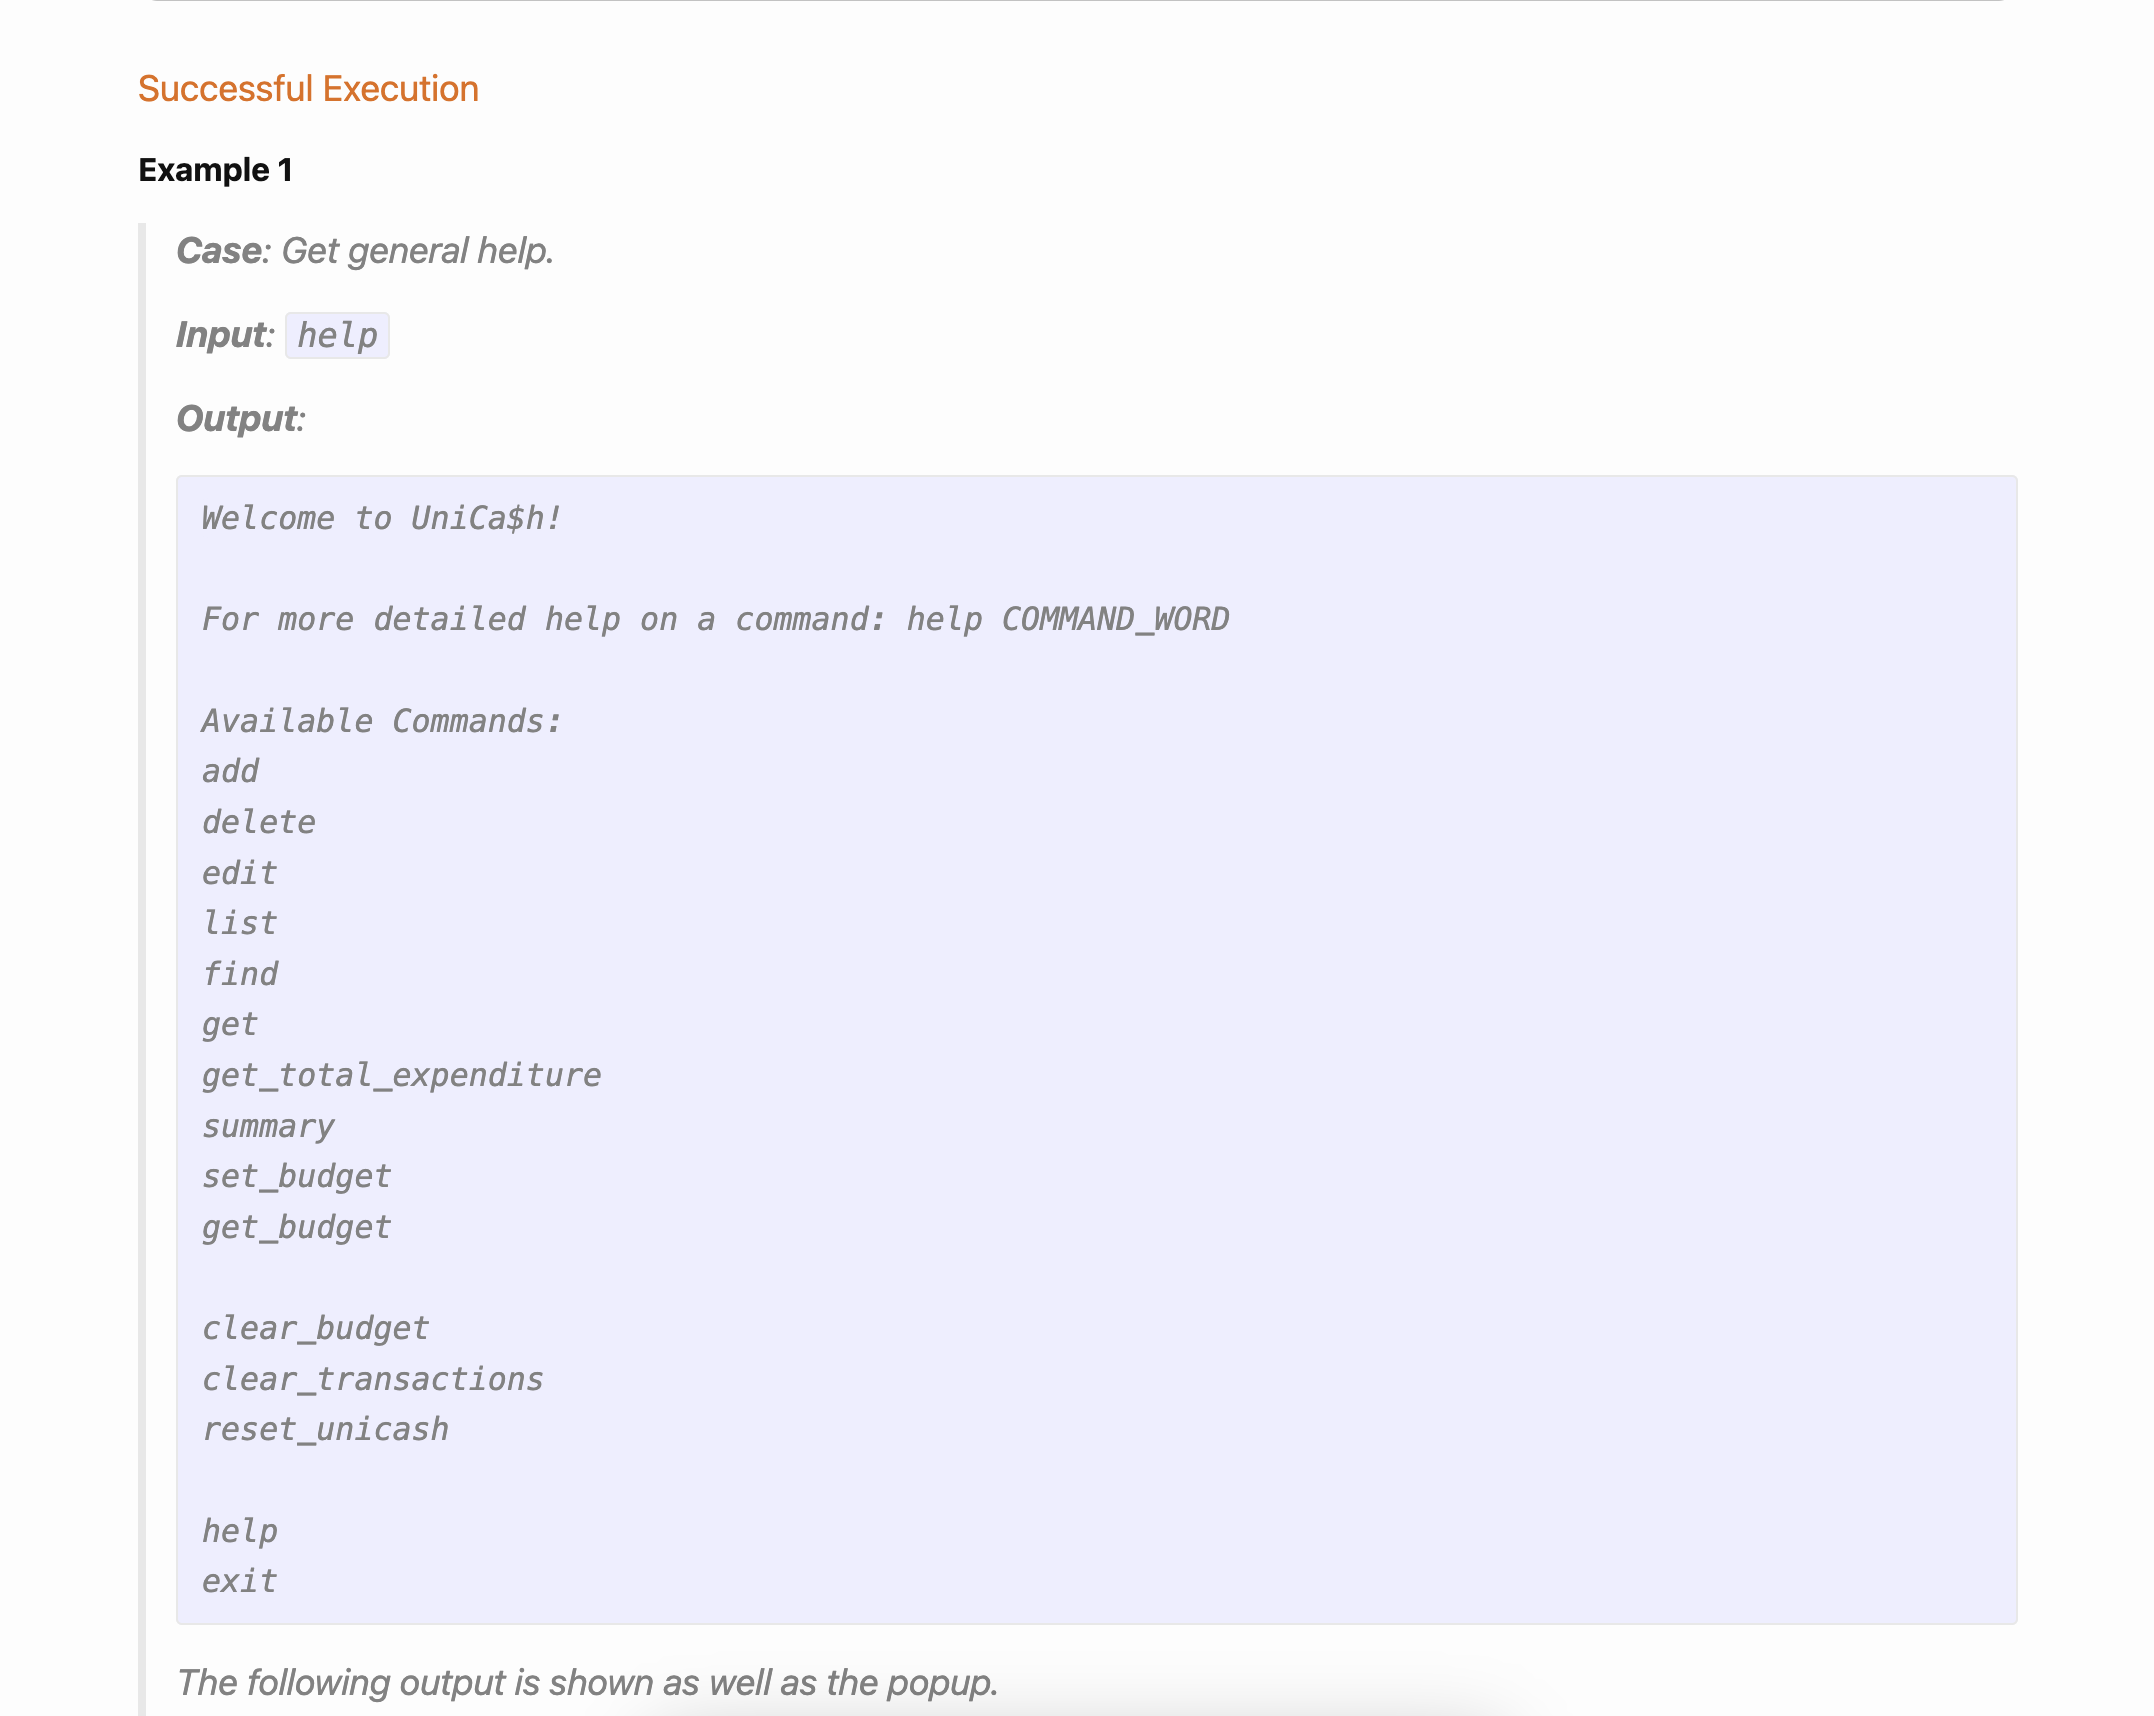 Successful Execution
Example 1
Case: Get general help.
Input: help
Output:
Welcome to UniCa$h!
For more detailed help on a command: help COMMAND_WORD
Available Commands:
add
delete
edit
list
find
get
get_total_expenditure
summary
set_budget
get_budget
clear_budget
clear_transactions
reset_unicash
help
exit
The following output is shown as well as the popup.